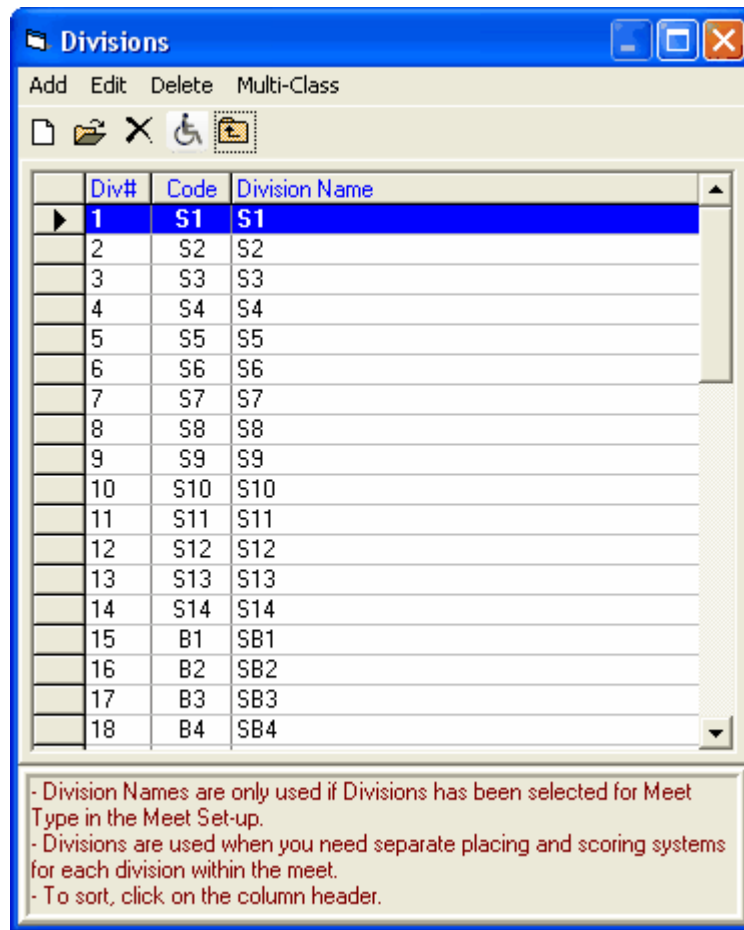 Divisions
Add Edit Delete Multi-Class
Div# Code Division Name
1 S1 S1
2 S2 S2
3 S3 S3
4 S4 S4
5 S5 S5
6 S6 S6
7 S7 S7
8 S8 S8
9 S9 S9
10 S10 S10
11 S11 S11
12 S12 S12
13 S13 S13
14 S14 S14
15 B1 SB1
16 B2 SB2
17 B3 SB3
18 B4 SB4
- Division Names are only used if Divisions has been selected for Meet
Type in the Meet Set-up.
- Divisions are used when you need separate placing and scoring systems
for each division within the meet.
- To sort, click on the column header.